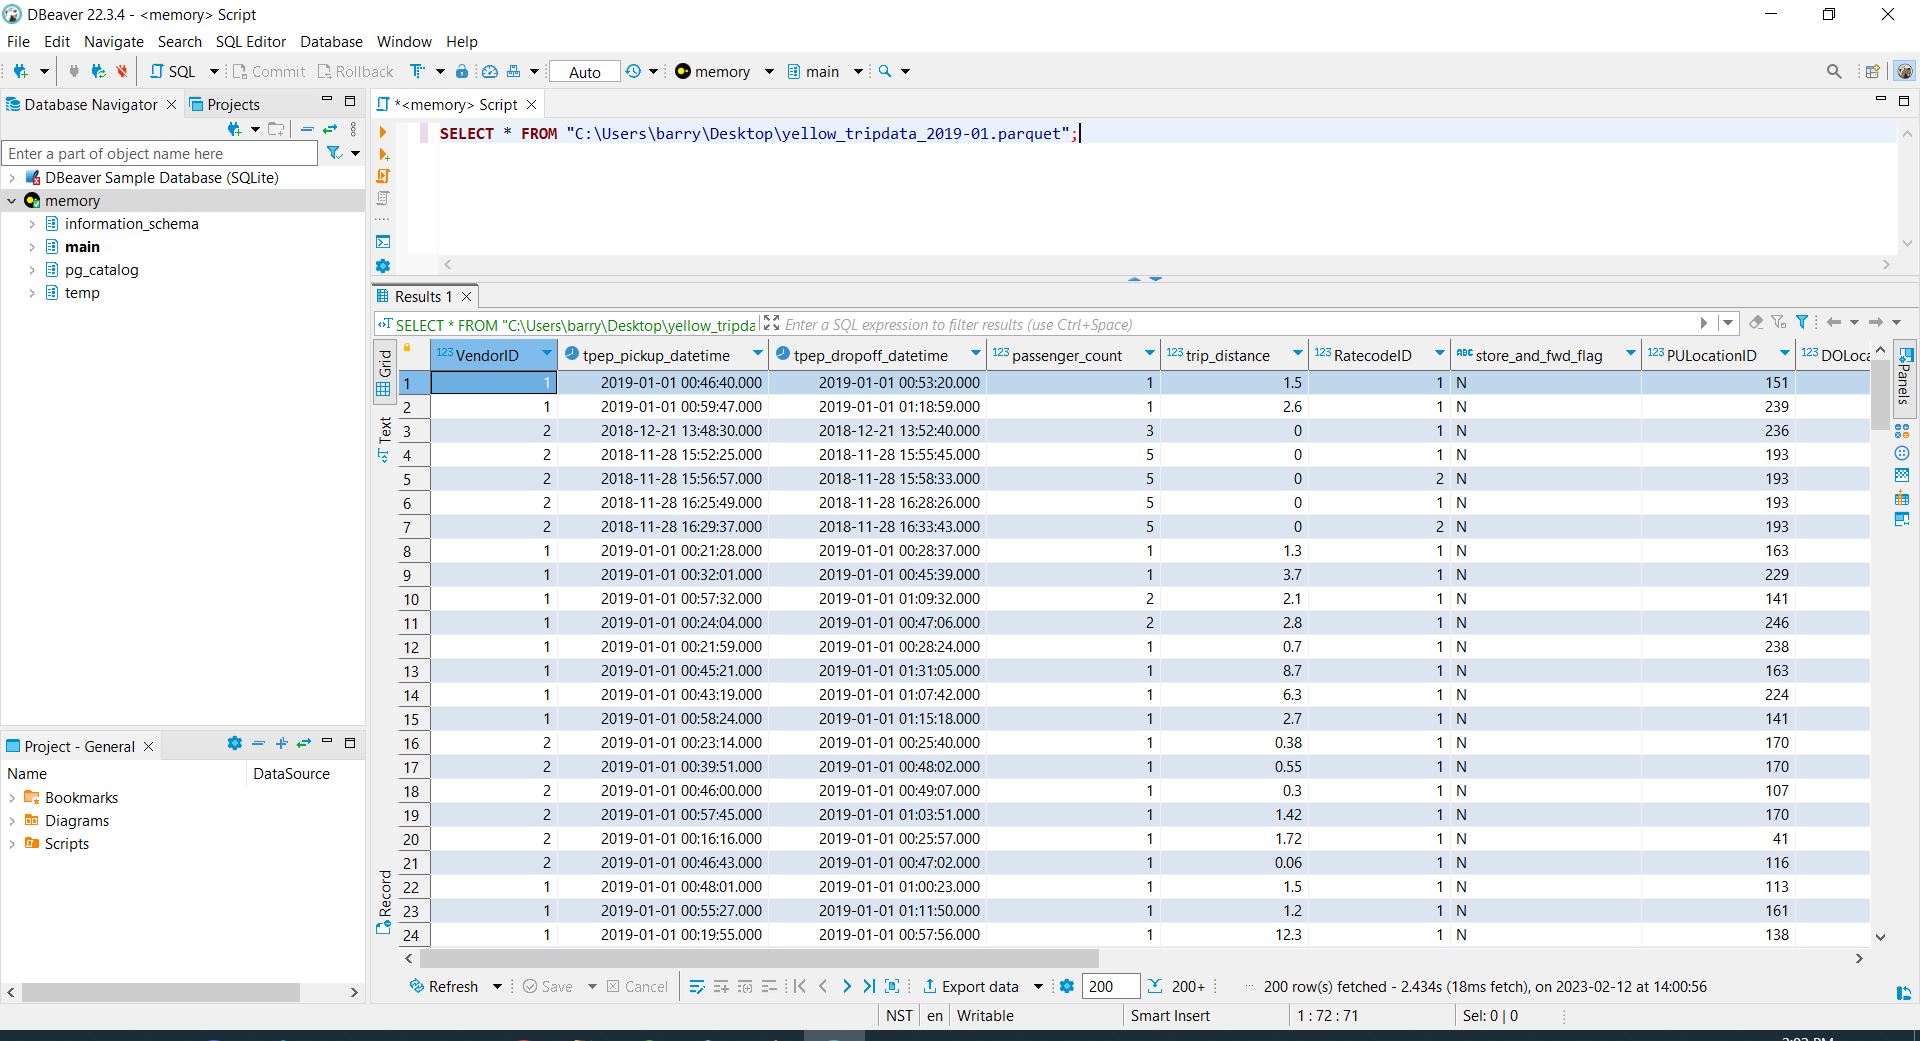 DBeaver 22.3.4 - <memory> Script
File Edit Navigate Search SQL Editor Database Window Help
SQL Commit Rollback Auto memory main
Database Navigator Projects
*<memory> Script
Enter a part of object name here
DBeaver Sample Database (SQLite)
memory
information_schema
main
pg_catalog
temp
SELECT * FROM "C:\Users\barry\Desktop\yellow_tripdata_2019-01.parquet";
Results 1
SELECT * FROM "C:\Users\barry\Desktop\yellow_tripda Enter a SQL expression to filter results (use Ctrl+Space)
Grid
Text
Record
Panels
123 VendorID tpep_pickup_datetime tpep_dropoff_datetime 123 passenger_count 123 trip_distance 123 RatecodeID ABC store_and_fwd_flag 123 PULocationID 123 DOLoca
1 1 2019-01-01 00:46:40.000 2019-01-01 00:53:20.000 1 1.5 1 N 151
2 1 2019-01-01 00:59:47.000 2019-01-01 01:18:59.000 1 2.6 1 N 239
3 2 2018-12-21 13:48:30.000 2018-12-21 13:52:40.000 3 0 1 N 236
4 2 2018-11-28 15:52:25.000 2018-11-28 15:55:45.000 5 0 1 N 193
5 2 2018-11-28 15:56:57.000 2018-11-28 15:58:33.000 5 0 2 N 193
6 2 2018-11-28 16:25:49.000 2018-11-28 16:28:26.000 5 0 1 N 193
7 2 2018-11-28 16:29:37.000 2018-11-28 16:33:43.000 5 0 2 N 193
8 1 2019-01-01 00:21:28.000 2019-01-01 00:28:37.000 1 1.3 1 N 163
9 1 2019-01-01 00:32:01.000 2019-01-01 00:45:39.000 1 3.7 1 N 229
10 1 2019-01-01 00:57:32.000 2019-01-01 01:09:32.000 2 2.1 1 N 141
11 1 2019-01-01 00:24:04.000 2019-01-01 00:47:06.000 2 2.8 1 N 246
12 1 2019-01-01 00:21:59.000 2019-01-01 00:28:24.000 1 0.7 1 N 238
13 1 2019-01-01 00:45:21.000 2019-01-01 01:31:05.000 1 8.7 1 N 163
14 1 2019-01-01 00:43:19.000 2019-01-01 01:07:42.000 1 6.3 1 N 224
15 1 2019-01-01 00:58:24.000 2019-01-01 01:15:18.000 1 2.7 1 N 141
16 2 2019-01-01 00:23:14.000 2019-01-01 00:25:40.000 1 0.38 1 N 170
17 2 2019-01-01 00:39:51.000 2019-01-01 00:48:02.000 1 0.55 1 N 170
18 2 2019-01-01 00:46:00.000 2019-01-01 00:49:07.000 1 0.3 1 N 107
19 2 2019-01-01 00:57:45.000 2019-01-01 01:03:51.000 1 1.42 1 N 170
20 2 2019-01-01 00:16:16.000 2019-01-01 00:25:57.000 1 1.72 1 N 41
21 2 2019-01-01 00:46:43.000 2019-01-01 00:47:02.000 1 0.06 1 N 116
22 1 2019-01-01 00:48:01.000 2019-01-01 01:00:23.000 1 1.5 1 N 113
23 1 2019-01-01 00:55:27.000 2019-01-01 01:11:50.000 1 1.2 1 N 161
24 1 2019-01-01 00:19:55.000 2019-01-01 00:57:56.000 1 12.3 1 N 138
Project - General
Name DataSource
Bookmarks
Diagrams
Scripts
Refresh Save Cancel Export data 200 200+ 200 row(s) fetched - 2.434s (18ms fetch), on 2023-02-12 at 14:00:56
NST en Writable Smart Insert 1 : 72 : 71 Sel: 0 | 0